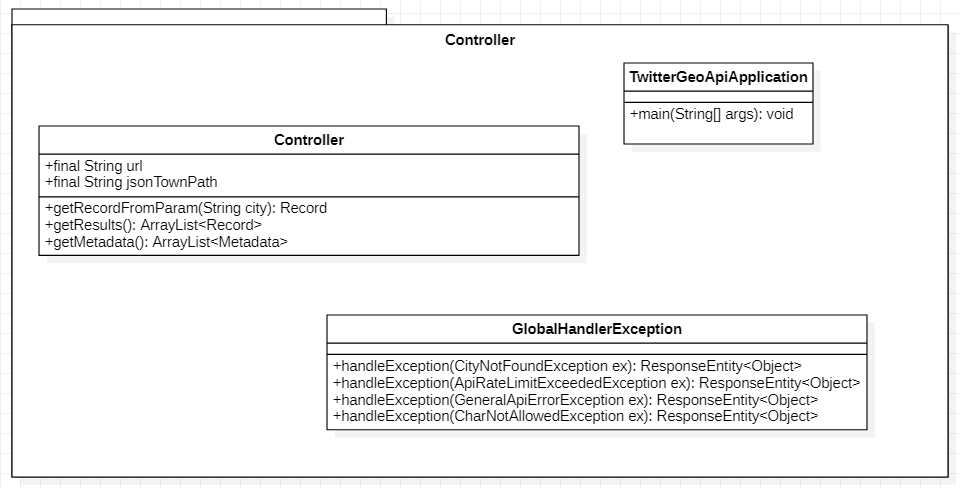 Controller
TwitterGeoApiApplication
+main(String[] args): void
Controller
+final String url
+final String jsonTownPath
+getRecordFromParam(String city): Record
+getResults(): ArrayList<Record>
+getMetadata(): ArrayList<Metadata>
GlobalHandlerException
+handleException(CityNotFoundException ex): ResponseEntity<Object>
+handleException(ApiRateLimitExceededException ex): ResponseEntity<Object>
+handleException(GeneralApiErrorException ex): ResponseEntity<Object>
+handleException(CharNotAllowedException ex): ResponseEntity<Object>